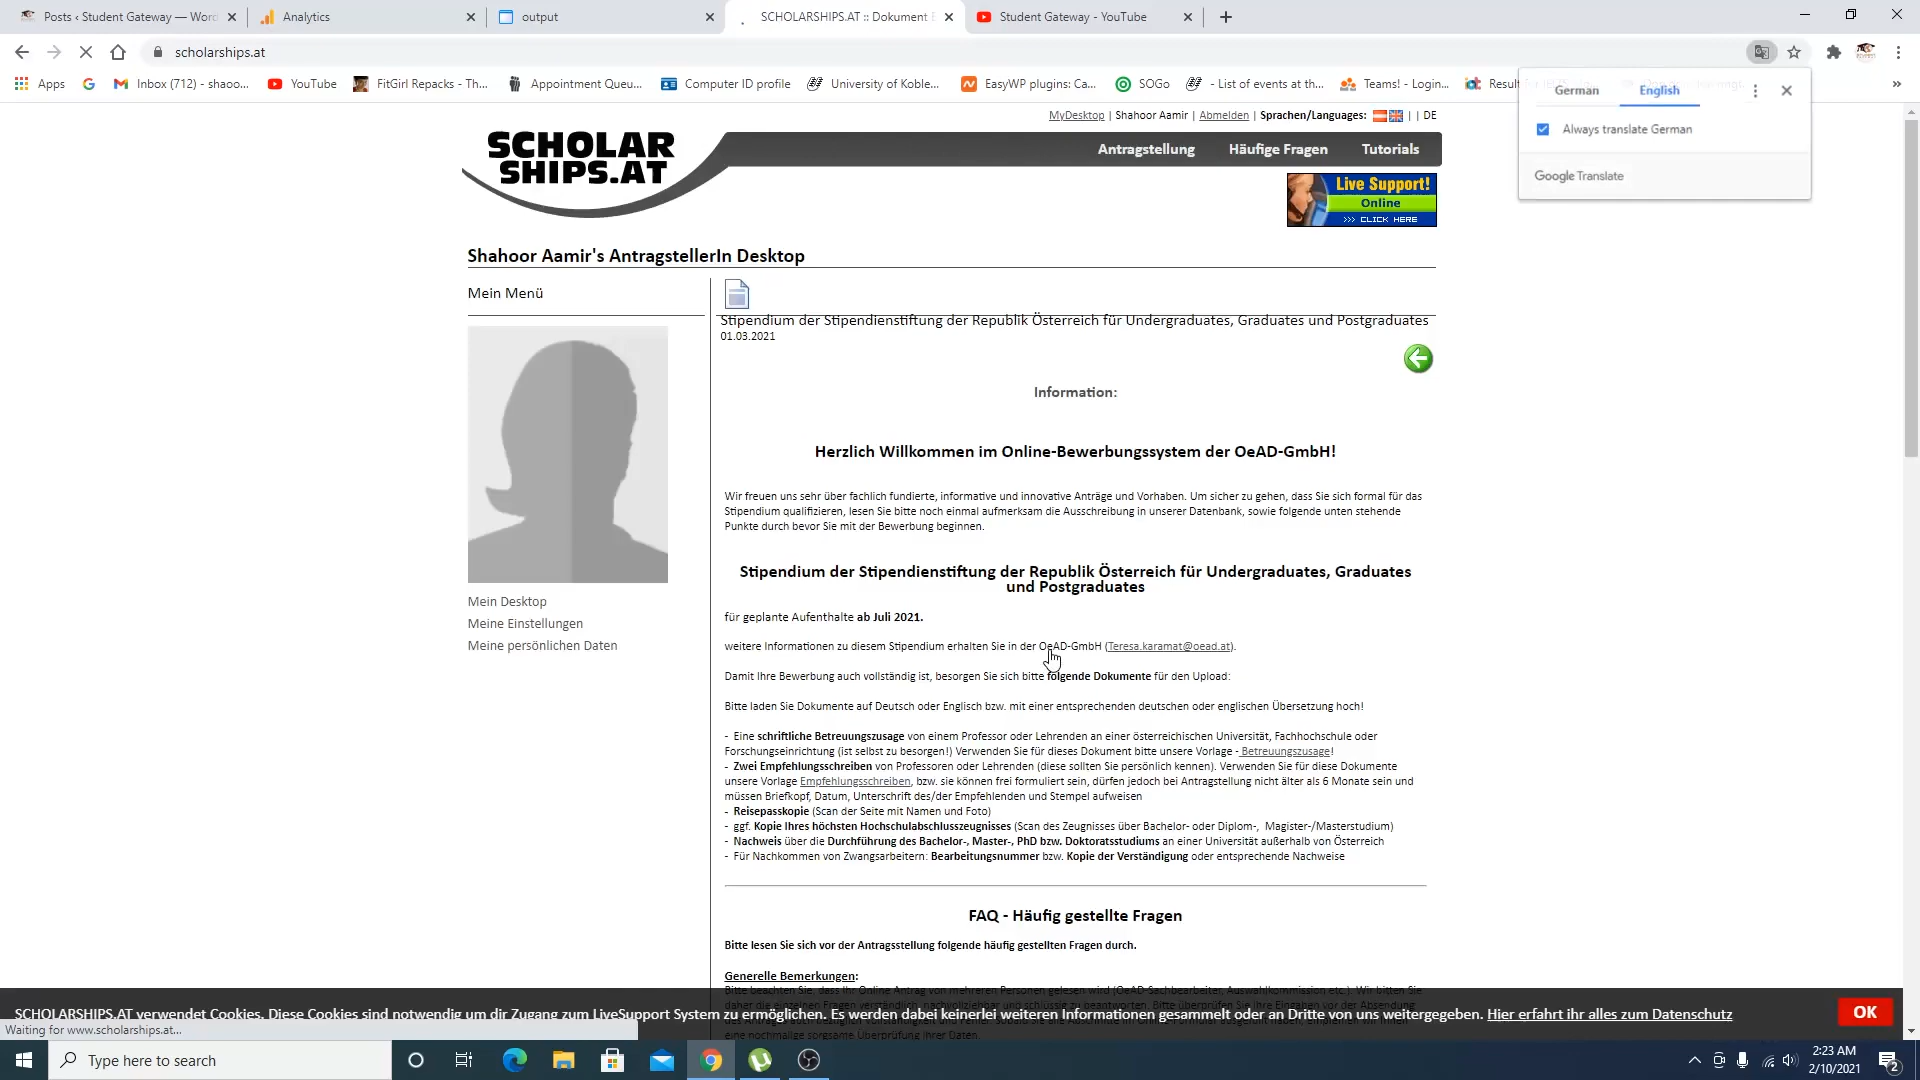 Posts ‹ Student Gateway — Word
Analytics
output
SCHOLARSHIPS.AT :: Dokument E
Student Gateway - YouTube
scholarships.at
Apps
Inbox (712) - shaoo...
YouTube
FitGirl Repacks - Th...
Appointment Queu...
Computer ID profile
University of Koble...
EasyWP plugins: Ca...
SOGo
- List of events at th...
Teams! - Login...
German
English
Always translate German
Google Translate
MyDesktop | Shahoor Aamir | Abmelden | Sprachen/Languages: | | DE
SCHOLAR
SHIPS.AT
Antragstellung
Häufige Fragen
Tutorials
Live Support!
Online
>>> CLICK HERE
Shahoor Aamir's AntragstellerIn Desktop
Mein Menü
Stipendium der Stipendienstiftung der Republik Österreich für Undergraduates, Graduates und Postgraduates
01.03.2021
Information:
Herzlich Willkommen im Online-Bewerbungssystem der OeAD-GmbH!
Wir freuen uns sehr über fachlich fundierte, informative und innovative Anträge und Vorhaben. Um sicher zu gehen, dass Sie sich formal für das
Stipendium qualifizieren, lesen Sie bitte noch einmal aufmerksam die Ausschreibung in unserer Datenbank, sowie folgende unten stehende
Punkte durch bevor Sie mit der Bewerbung beginnen.
Stipendium der Stipendienstiftung der Republik Österreich für Undergraduates, Graduates
und Postgraduates
für geplante Aufenthalte ab Juli 2021.
weitere Informationen zu diesem Stipendium erhalten Sie in der OeAD-GmbH (Teresa.karamat@oead.at).
Damit Ihre Bewerbung auch vollständig ist, besorgen Sie sich bitte folgende Dokumente für den Upload:
Bitte laden Sie Dokumente auf Deutsch oder Englisch bzw. mit einer entsprechenden deutschen oder englischen Übersetzung hoch!
- Eine schriftliche Betreuungszusage von einem Professor oder Lehrenden an einer österreichischen Universität, Fachhochschule oder
Forschungseinrichtung (ist selbst zu besorgen!) Verwenden Sie für dieses Dokument bitte unsere Vorlage - Betreuungszusage!
- Zwei Empfehlungsschreiben von Professoren oder Lehrenden (diese sollten Sie persönlich kennen). Verwenden Sie für diese Dokumente
unsere Vorlage Empfehlungsschreiben, bzw. sie können frei formuliert sein, dürfen jedoch bei Antragstellung nicht älter als 6 Monate sein und
müssen Briefkopf, Datum, Unterschrift des/der Empfehlenden und Stempel aufweisen
- Reisepasskopie (Scan der Seite mit Namen und Foto)
- ggf. Kopie Ihres höchsten Hochschulabschlusszeugnisses (Scan des Zeugnisses über Bachelor- oder Diplom-, Magister-/Masterstudium)
- Nachweis über die Durchführung des Bachelor-, Master-, PhD bzw. Doktoratsstudiums an einer Universität außerhalb von Österreich
- Für Nachkommen von Zwangsarbeitern: Bearbeitungsnummer bzw. Kopie der Verständigung oder entsprechende Nachweise
Mein Desktop
Meine Einstellungen
Meine persönlichen Daten
FAQ - Häufig gestellte Fragen
Bitte lesen Sie sich vor der Antragsstellung folgende häufig gestellten Fragen durch.
Generelle Bemerkungen:
SCHOLARSHIPS.AT verwendet Cookies. Diese Cookies sind notwendig um dir Zugang zum LiveSupport System zu ermöglichen. Es werden dabei keinerlei weiteren Informationen gesammelt oder an Dritte von uns weitergegeben. Hier erfahrt ihr alles zum Datenschutz
OK
Waiting for www.scholarships.at...
Type here to search
2:23 AM
2/10/2021
2